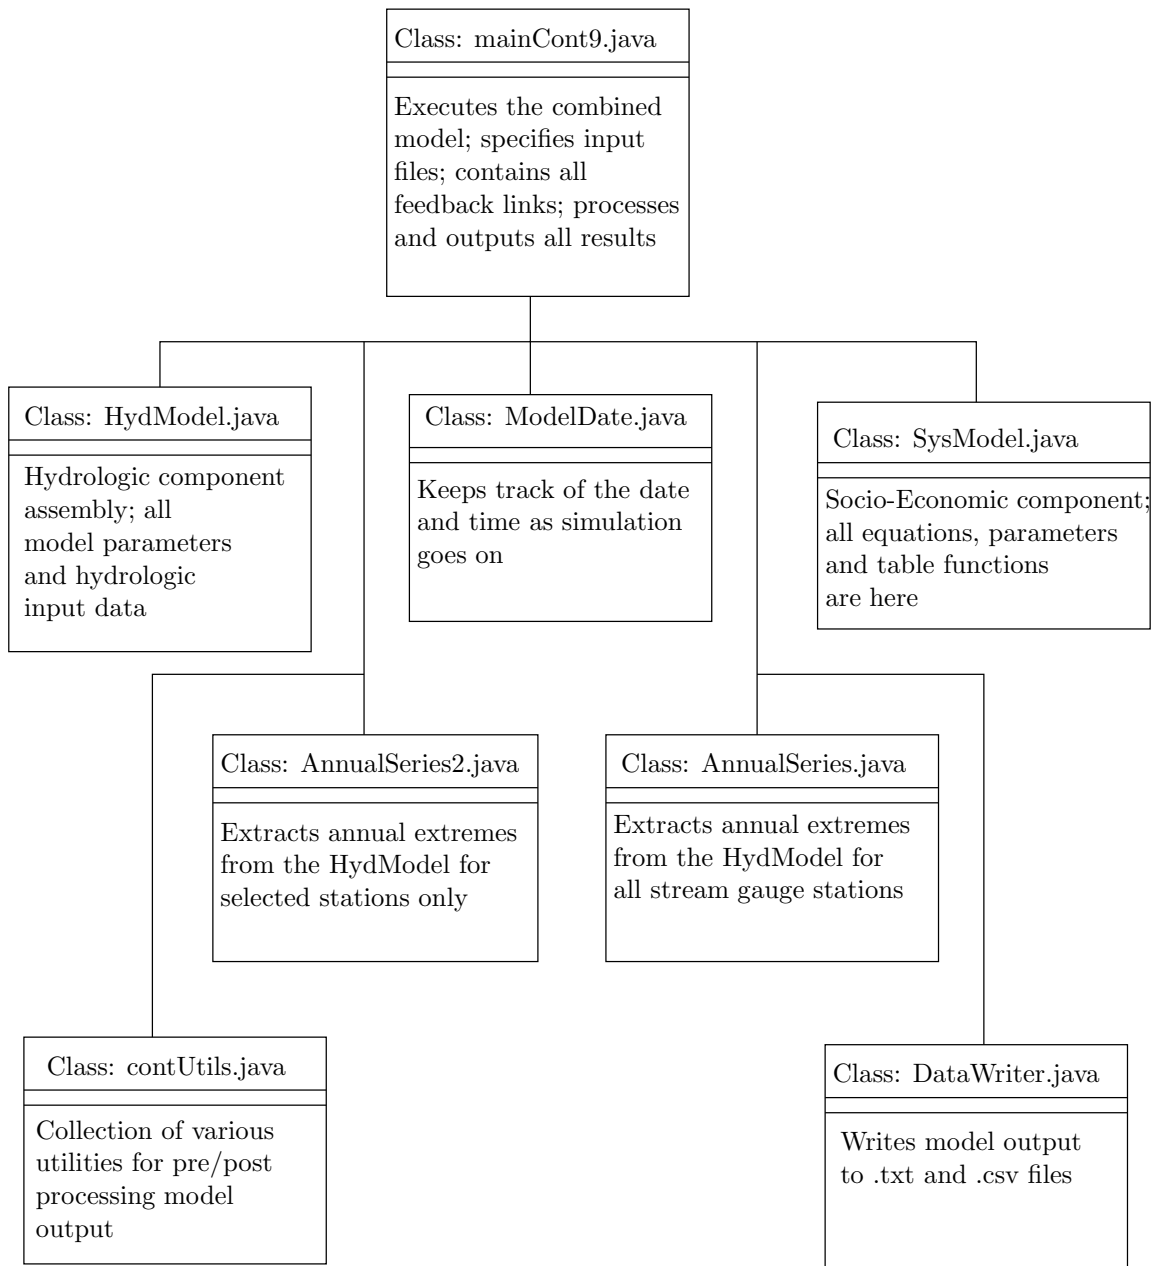 Class: mainCont9.java
Executes the combined
model; specifies input
files; contains all
feedback links; processes
and outputs all results
Class: HydModel.java
Hydrologic component
assembly; all
model parameters
and hydrologic
input data
Class: ModelDate.java
Keeps track of the date
and time as simulation
goes on
Class: SysModel.java
Socio-Economic component;
all equations, parameters
and table functions
are here
Class: AnnualSeries2.java
Extracts annual extremes
from the HydModel for
selected stations only
Class: AnnualSeries.java
Extracts annual extremes
from the HydModel for
all stream gauge stations
Class: contUtils.java
Collection of various
utilities for pre/post
processing model
output
Class: DataWriter.java
Writes model output
to .txt and .csv files